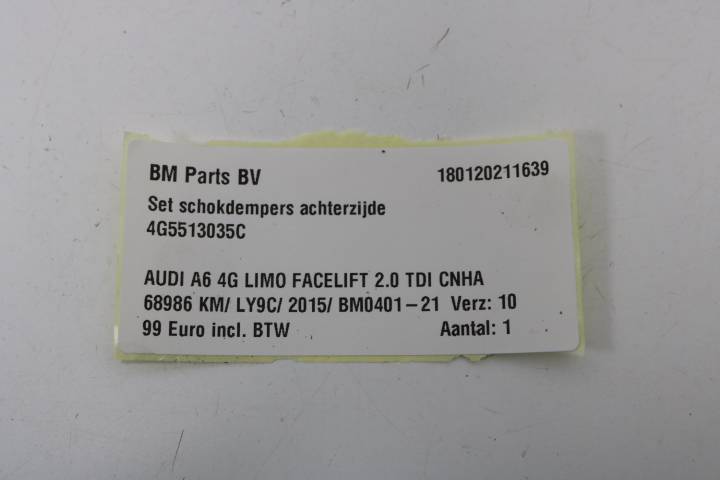 BM Parts BV 180120211639
Set schokdempers achterzijde
4G5513035C
AUDI A6 4G LIMO FACELIFT 2.0 TDI CNHA
68986 KM/ LY9C/ 2015/ BM0401-21 Verz: 10
99 Euro incl. BTW Aantal: 1